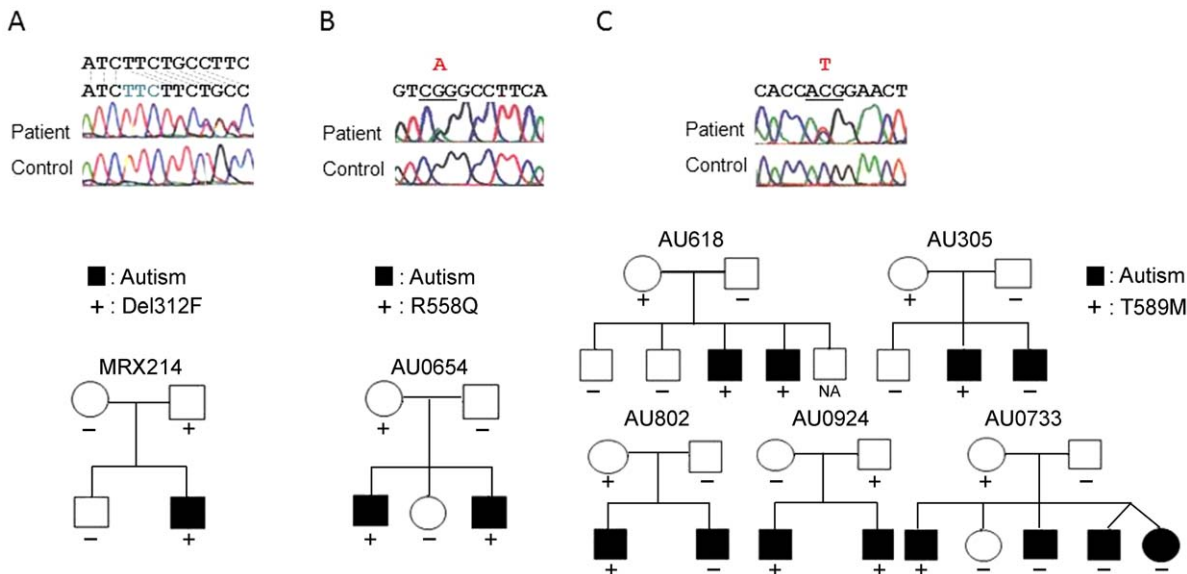 A
ATCTTCTGCCTTC
ATCTTCTTCTGCC
Patient
Control
■ : Autism
+ : Del312F
MRX214
− +
− +
B
A
GTCGGGCCTTCA
Patient
Control
■ : Autism
+ : R558Q
AU0654
+ −
+ − +
C
T
CACCACGGAACT
Patient
Control
■ : Autism
+ : T589M
AU618
+ −
− − + + NA
AU305
+ −
− + −
AU802
+ −
+ −
AU0924
− +
+ +
AU0733
+ −
+ − − − −